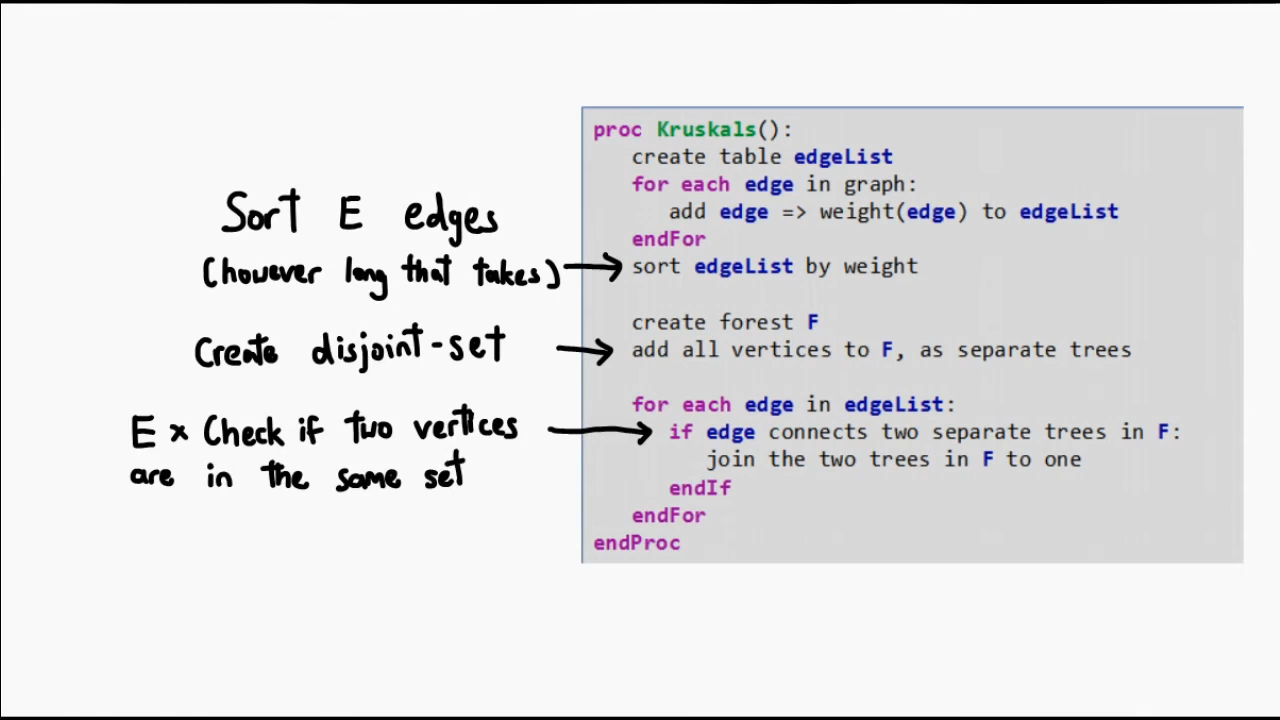 Sort E edges
(however long that takes)
Create disjoint-set
E × Check if two vertices
are in the same set
proc Kruskals():
create table edgeList
for each edge in graph:
add edge => weight(edge) to edgeList
endFor
sort edgeList by weight
create forest F
add all vertices to F, as separate trees
for each edge in edgeList:
if edge connects two separate trees in F:
join the two trees in F to one
endIf
endFor
endProc